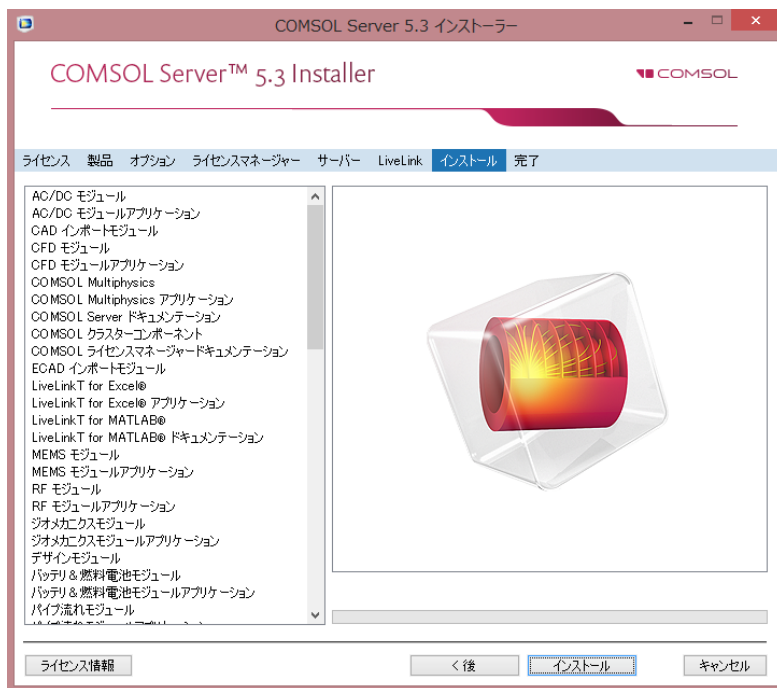 COMSOL Server 5.3 インストーラー
COMSOL Server™ 5.3 Installer
COMSOL
ライセンス 製品 オプション ライセンスマネージャー サーバー LiveLink インストール 完了
AC/DC モジュール
AC/DC モジュールアプリケーション
CAD インポートモジュール
CFD モジュール
CFD モジュールアプリケーション
COMSOL Multiphysics
COMSOL Multiphysics アプリケーション
COMSOL Server ドキュメンテーション
COMSOL クラスターコンポーネント
COMSOL ライセンスマネージャードキュメンテーション
ECAD インポートモジュール
LiveLinkT for Excel®
LiveLinkT for Excel® アプリケーション
LiveLinkT for MATLAB®
LiveLinkT for MATLAB® ドキュメンテーション
MEMS モジュール
MEMS モジュールアプリケーション
RF モジュール
RF モジュールアプリケーション
ジオメカニクスモジュール
ジオメカニクスモジュールアプリケーション
デザインモジュール
バッテリ&燃料電池モジュール
バッテリ&燃料電池モジュールアプリケーション
パイプ流れモジュール
ライセンス情報 < 後 インストール キャンセル